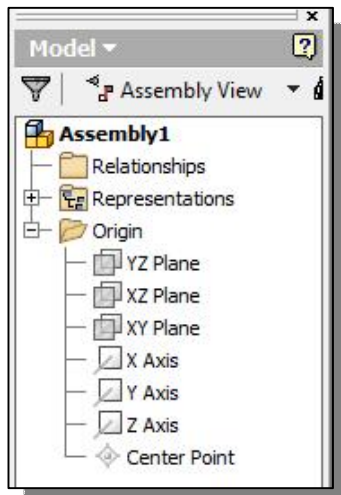 Model
Assembly View
Assembly1
Relationships
Representations
Origin
YZ Plane
XZ Plane
XY Plane
X Axis
Y Axis
Z Axis
Center Point